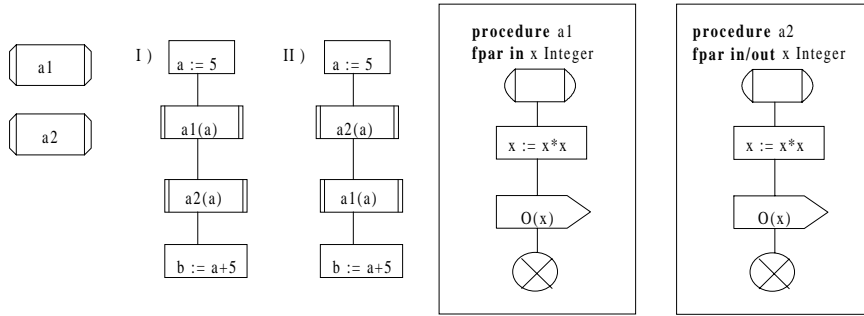 a1
a2
I )
a := 5
a1(a)
a2(a)
b := a+5
II )
a := 5
a2(a)
a1(a)
b := a+5
procedure a1
fpar in x Integer
x := x*x
O(x)
procedure a2
fpar in/out x Integer
x := x*x
O(x)